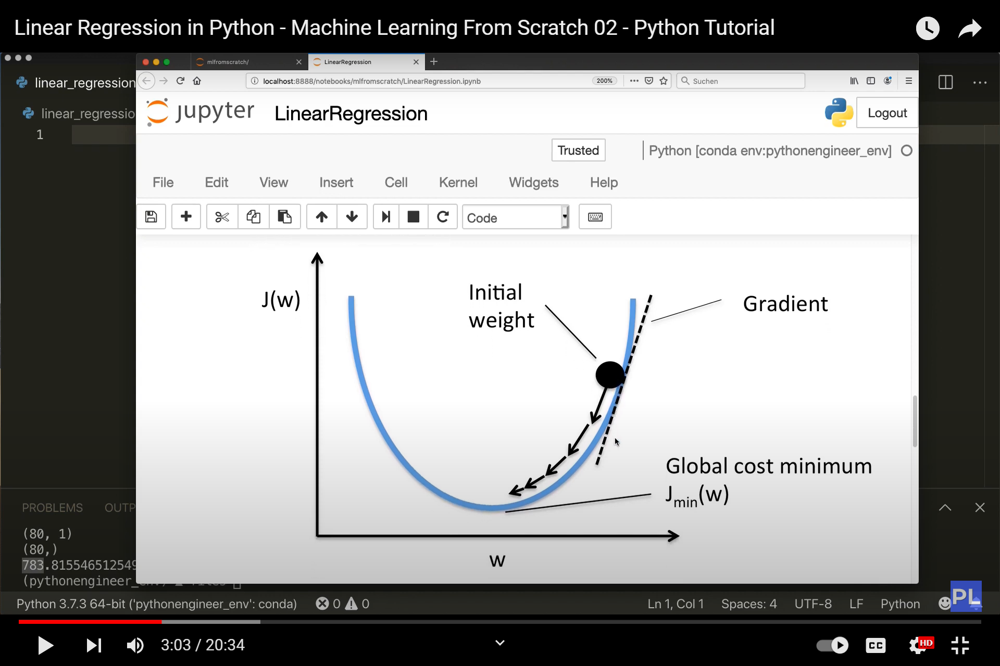 Linear Regression in Python - Machine Learning From Scratch 02 - Python Tutorial
mlfromscratch/
LinearRegression
linear_regression
localhost:8888/notebooks/mlfromscratch/LinearRegression.ipynb
200%
Suchen
linear_regressio
jupyter
LinearRegression
Logout
1
Trusted
Python [conda env:pythonengineer_env]
File Edit View Insert Cell Kernel Widgets Help
Code
J(w)
Initial
weight
Gradient
Global cost minimum
Jmin(w)
w
PROBLEMS OUTP
(80, 1)
(80,)
783.815546512549
(pythonengineer_
Python 3.7.3 64-bit ('pythonengineer_env': conda) 0 0
Ln 1, Col 1 Spaces: 4 UTF-8 LF Python
PL
3:03 / 20:34
CC
HD